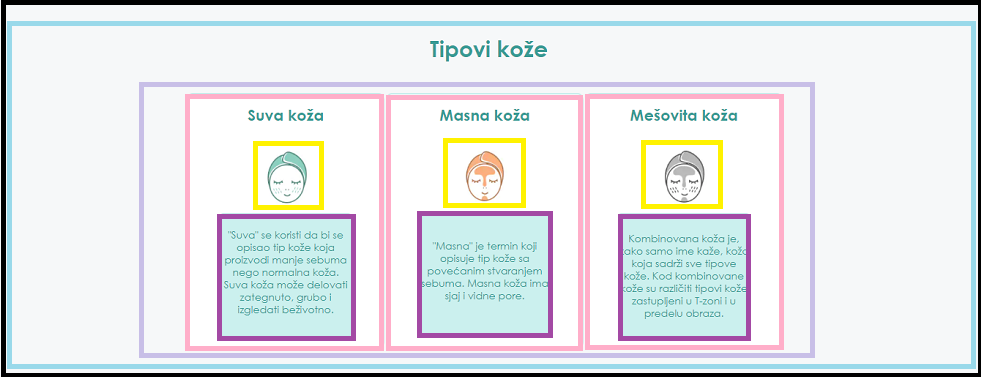 Tipovi kože
Suva koža
"Suva" se koristi da bi se
opisao tip kože koja
proizvodi manje sebuma
nego normalna koža.
Suva koža može delovati
zategnuto, grubo i
izgledati beživotno.
Masna koža
"Masna" je termin koji
opisuje tip kože sa
povećanim stvaranjem
sebuma. Masna koža ima
sjaj i vidne pore.
Mešovita koža
Kombinovana koža je,
kako samo ime kaže, koža
koja sadrži sve tipove
kože. Kod kombinovane
kože su različiti tipovi kože
zastupljeni u T-zoni i u
predelu obraza.